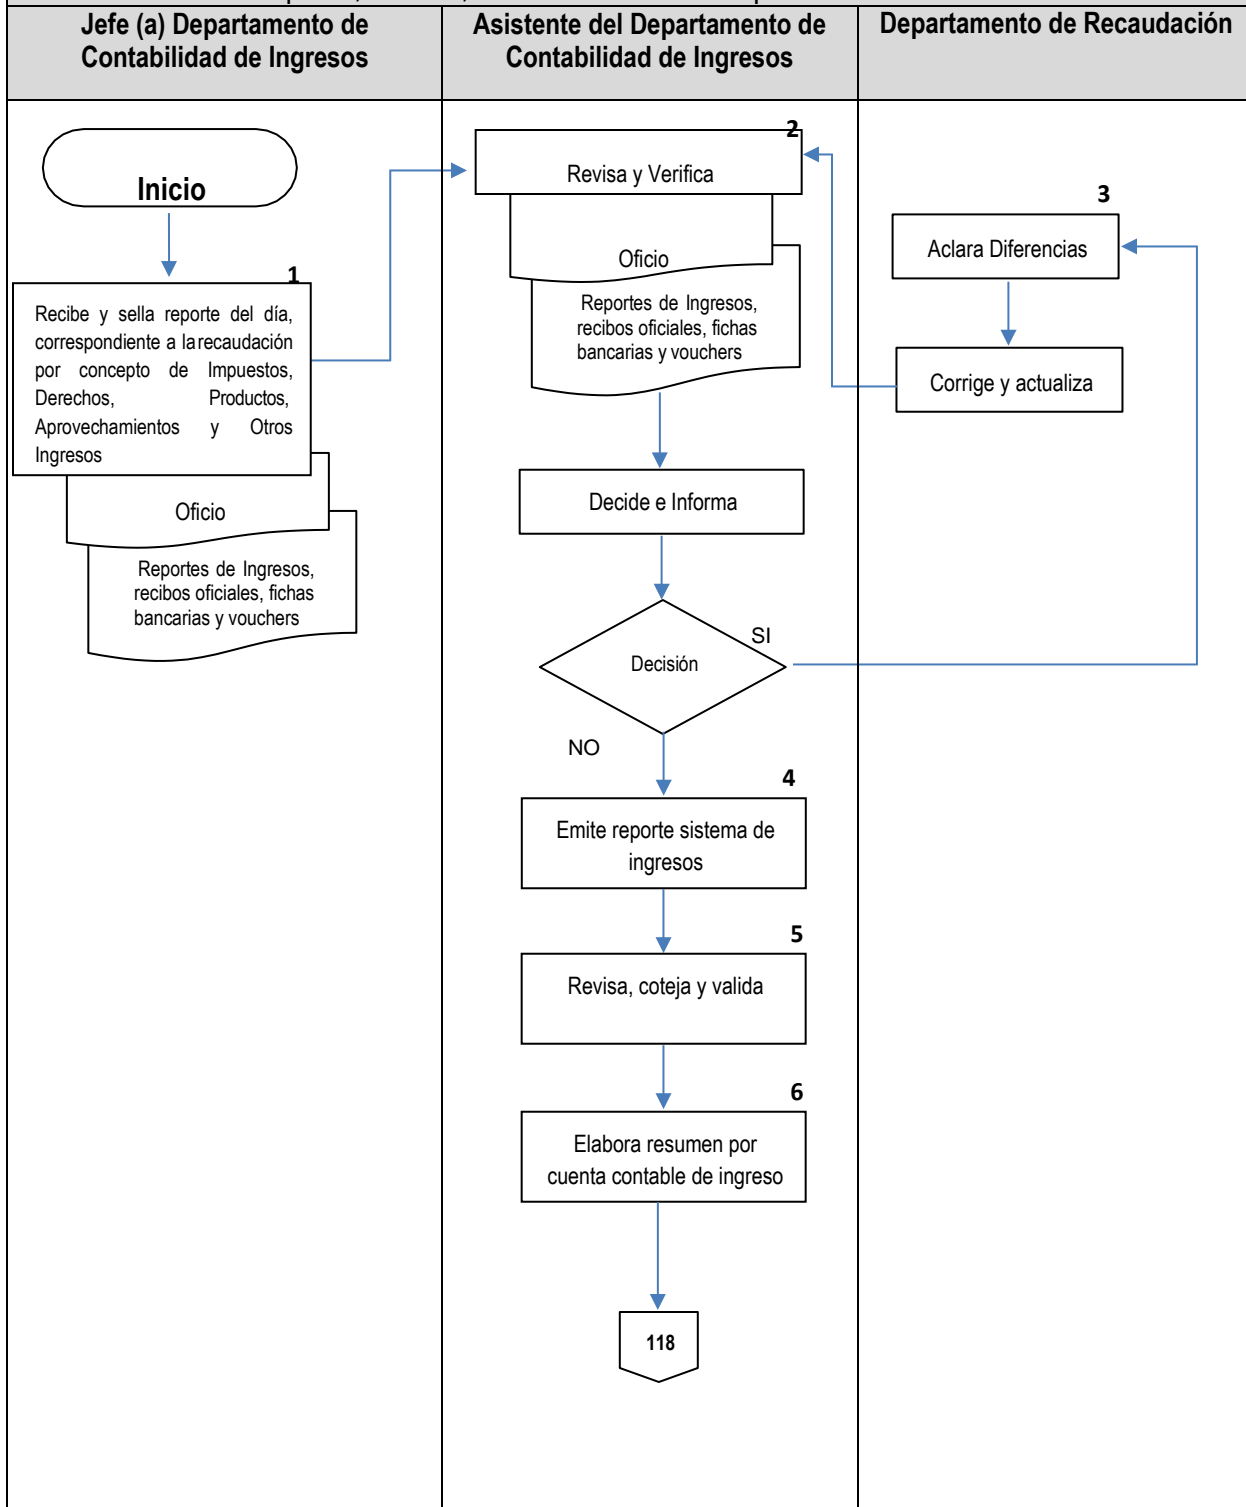 Jefe (a) Departamento de
Contabilidad de Ingresos
Asistente del Departamento de
Contabilidad de Ingresos
Departamento de Recaudación
Inicio
1
Recibe y sella reporte del día,
correspondiente a la recaudación
por concepto de Impuestos,
Derechos, Productos,
Aprovechamientos y Otros
Ingresos
Oficio
Reportes de Ingresos,
recibos oficiales, fichas
bancarias y vouchers
2
Revisa y Verifica
Oficio
Reportes de Ingresos,
recibos oficiales, fichas
bancarias y vouchers
3
Aclara Diferencias
Corrige y actualiza
Decide e Informa
Decisión
SI
NO
4
Emite reporte sistema de
ingresos
5
Revisa, coteja y valida
6
Elabora resumen por
cuenta contable de ingreso
118